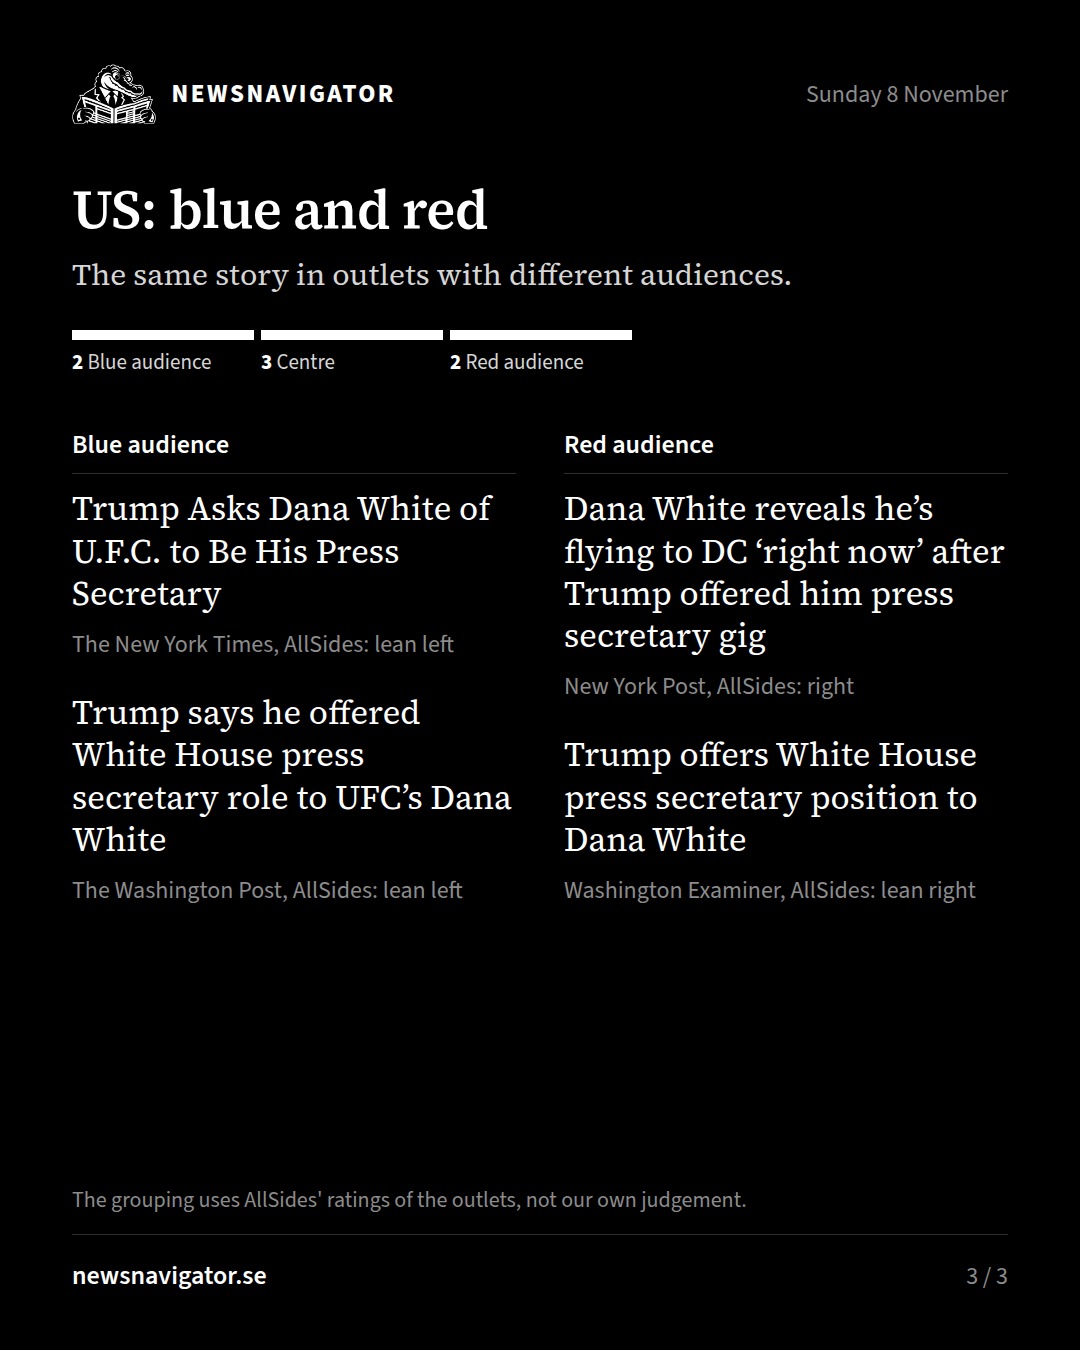 NEWSNAVIGATOR
Sunday 8 November
US: blue and red
The same story in outlets with different audiences.
2 Blue audience
3 Centre
2 Red audience
Blue audience
Trump Asks Dana White of
U.F.C. to Be His Press
Secretary
The New York Times, AllSides: lean left
Trump says he offered
White House press
secretary role to UFC’s Dana
White
The Washington Post, AllSides: lean left
Red audience
Dana White reveals he’s
flying to DC ‘right now’ after
Trump offered him press
secretary gig
New York Post, AllSides: right
Trump offers White House
press secretary position to
Dana White
Washington Examiner, AllSides: lean right
The grouping uses AllSides' ratings of the outlets, not our own judgement.
newsnavigator.se
3 / 3